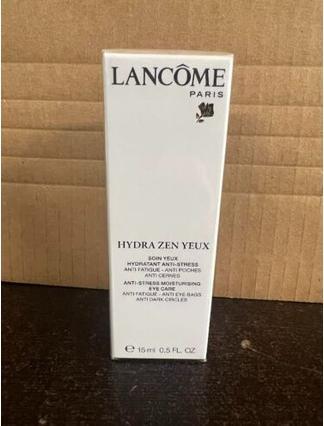 LANCÔME
PARIS
HYDRA ZEN YEUX
SOIN YEUX
HYDRATANT ANTI-STRESS
ANTI FATIGUE - ANTI POCHES
ANTI CERNES
ANTI-STRESS MOISTURISING
EYE CARE
ANTI FATIGUE - ANTI EYE-BAGS
ANTI DARK CIRCLES
℮ 15 ml 0.5 FL. OZ